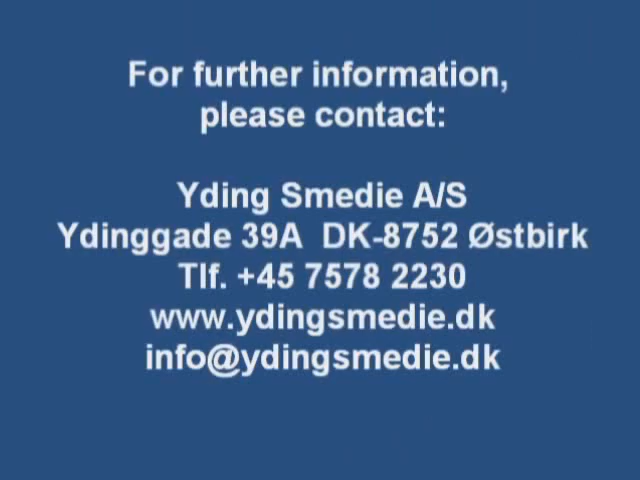 For further information,
please contact:
Yding Smedie A/S
Ydinggade 39A  DK-8752 Østbirk
Tlf. +45 7578 2230
www.ydingsmedie.dk
info@ydingsmedie.dk